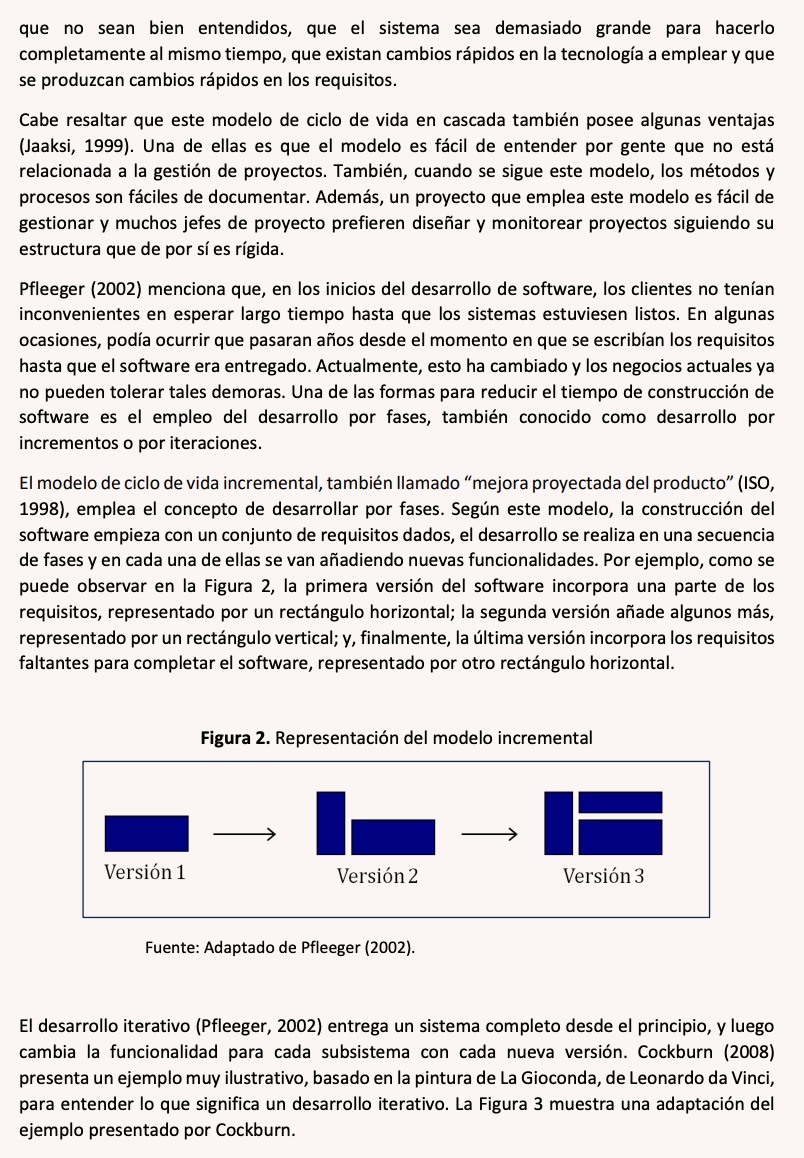 que no sean bien entendidos, que el sistema sea demasiado grande para hacerlo
completamente al mismo tiempo, que existan cambios rápidos en la tecnología a emplear y que
se produzcan cambios rápidos en los requisitos.
Cabe resaltar que este modelo de ciclo de vida en cascada también posee algunas ventajas
(Jaaksi, 1999). Una de ellas es que el modelo es fácil de entender por gente que no está
relacionada a la gestión de proyectos. También, cuando se sigue este modelo, los métodos y
procesos son fáciles de documentar. Además, un proyecto que emplea este modelo es fácil de
gestionar y muchos jefes de proyecto prefieren diseñar y monitorear proyectos siguiendo su
estructura que de por sí es rígida.
Pfleeger (2002) menciona que, en los inicios del desarrollo de software, los clientes no tenían
inconvenientes en esperar largo tiempo hasta que los sistemas estuviesen listos. En algunas
ocasiones, podía ocurrir que pasaran años desde el momento en que se escribían los requisitos
hasta que el software era entregado. Actualmente, esto ha cambiado y los negocios actuales ya
no pueden tolerar tales demoras. Una de las formas para reducir el tiempo de construcción de
software es el empleo del desarrollo por fases, también conocido como desarrollo por
incrementos o por iteraciones.
El modelo de ciclo de vida incremental, también llamado “mejora proyectada del producto” (ISO,
1998), emplea el concepto de desarrollar por fases. Según este modelo, la construcción del
software empieza con un conjunto de requisitos dados, el desarrollo se realiza en una secuencia
de fases y en cada una de ellas se van añadiendo nuevas funcionalidades. Por ejemplo, como se
puede observar en la Figura 2, la primera versión del software incorpora una parte de los
requisitos, representado por un rectángulo horizontal; la segunda versión añade algunos más,
representado por un rectángulo vertical; y, finalmente, la última versión incorpora los requisitos
faltantes para completar el software, representado por otro rectángulo horizontal.
Figura 2. Representación del modelo incremental
Versión 1
Versión 2
Versión 3
Fuente: Adaptado de Pfleeger (2002).
El desarrollo iterativo (Pfleeger, 2002) entrega un sistema completo desde el principio, y luego
cambia la funcionalidad para cada subsistema con cada nueva versión. Cockburn (2008)
presenta un ejemplo muy ilustrativo, basado en la pintura de La Gioconda, de Leonardo da Vinci,
para entender lo que significa un desarrollo iterativo. La Figura 3 muestra una adaptación del
ejemplo presentado por Cockburn.